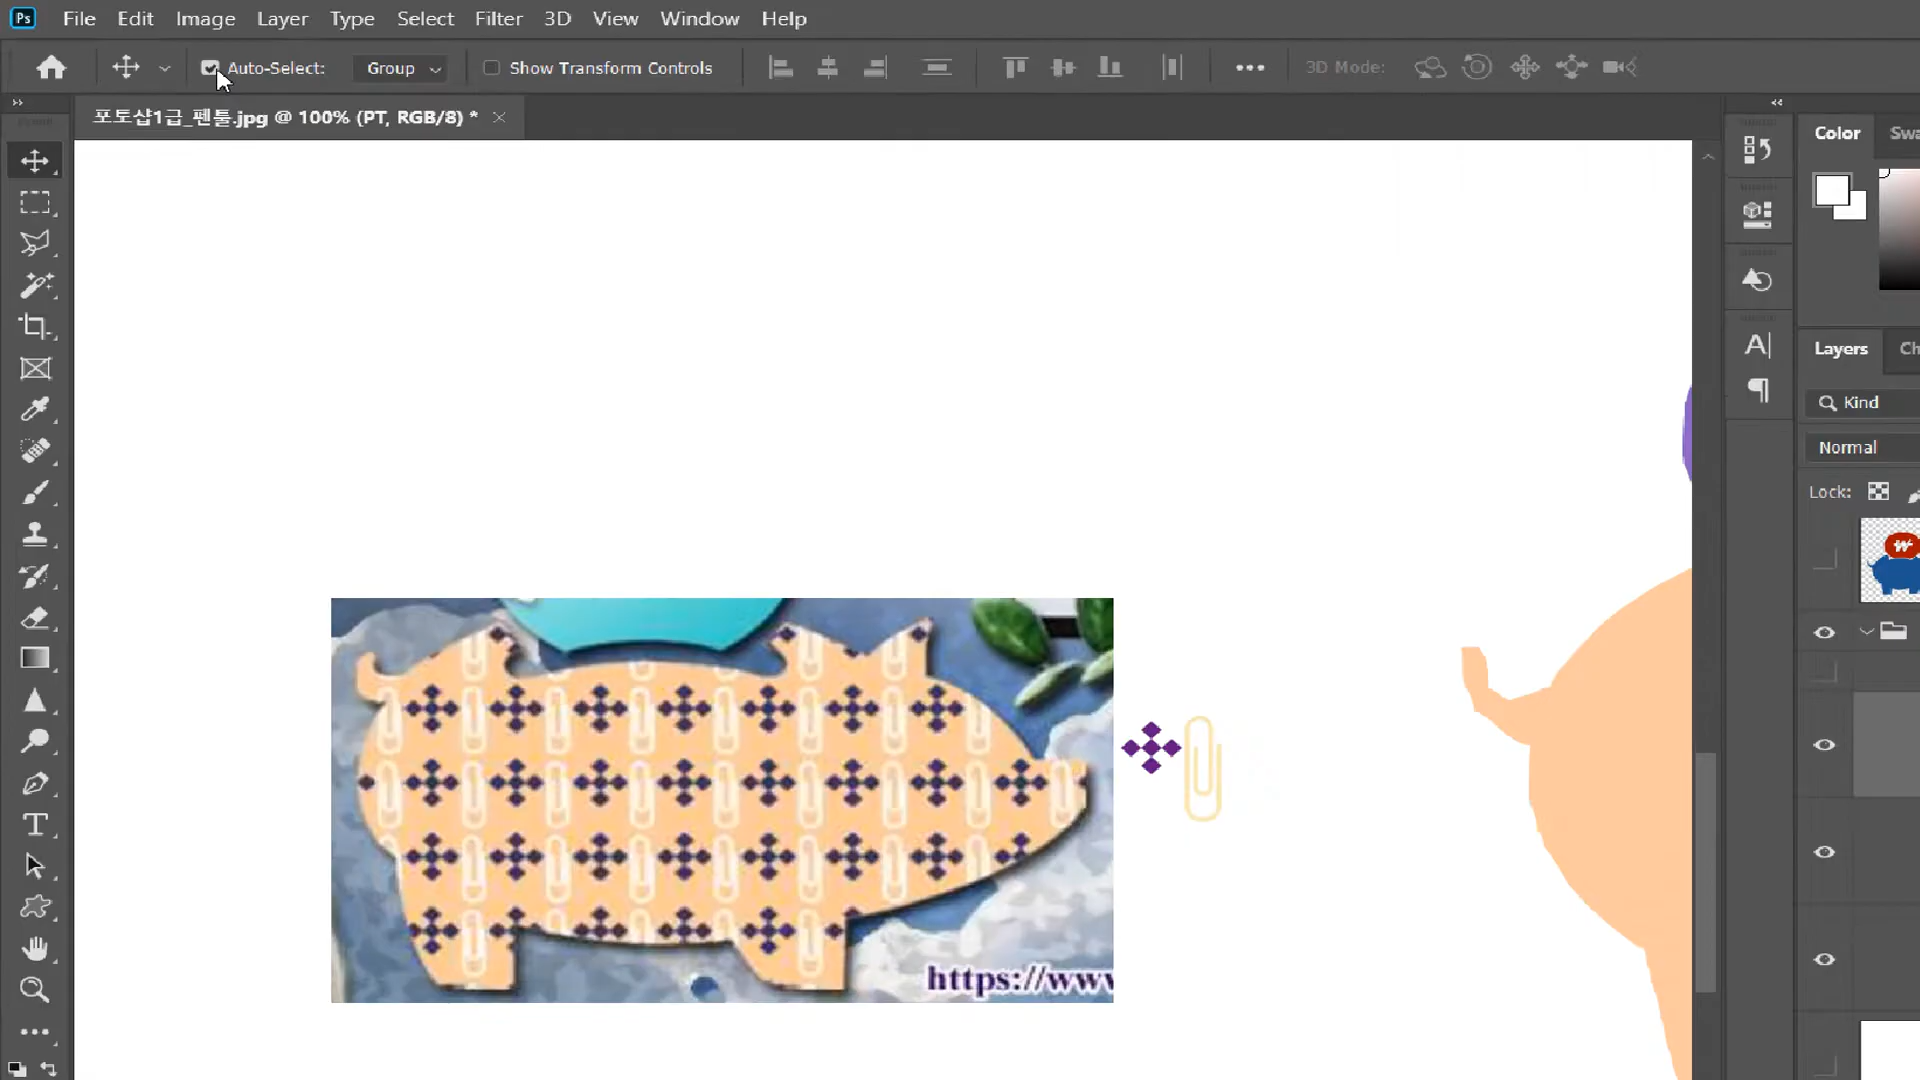 Ps File Edit Image Layer Type Select Filter 3D View Window Help
Auto-Select: Group Show Transform Controls 3D Mode:
포토샵1급_펜툴.jpg @ 100% (PT, RGB/8) *
Color
Layers
Kind
Normal
Lock:
₩
https://www